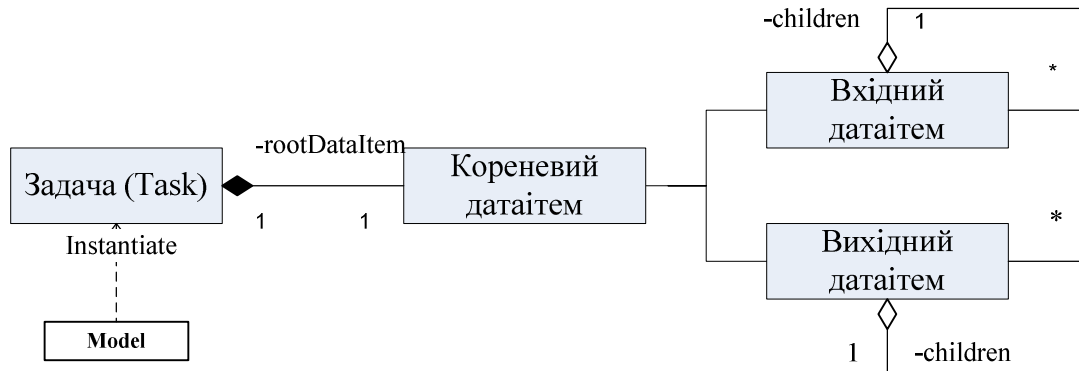 -children
1
*
Вхідний
датаітем
-rootDataItem
Задача (Task)
Кореневий
датаітем
1
1
Instantiate
*
Вихідний
датаітем
Model
1
-children